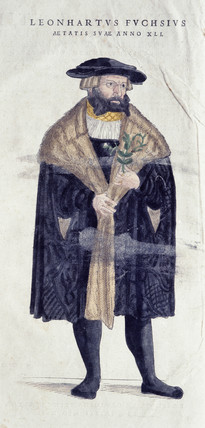 LEONHARTVS FVCHSIVS
AETATIS SVAE ANNO XLI.